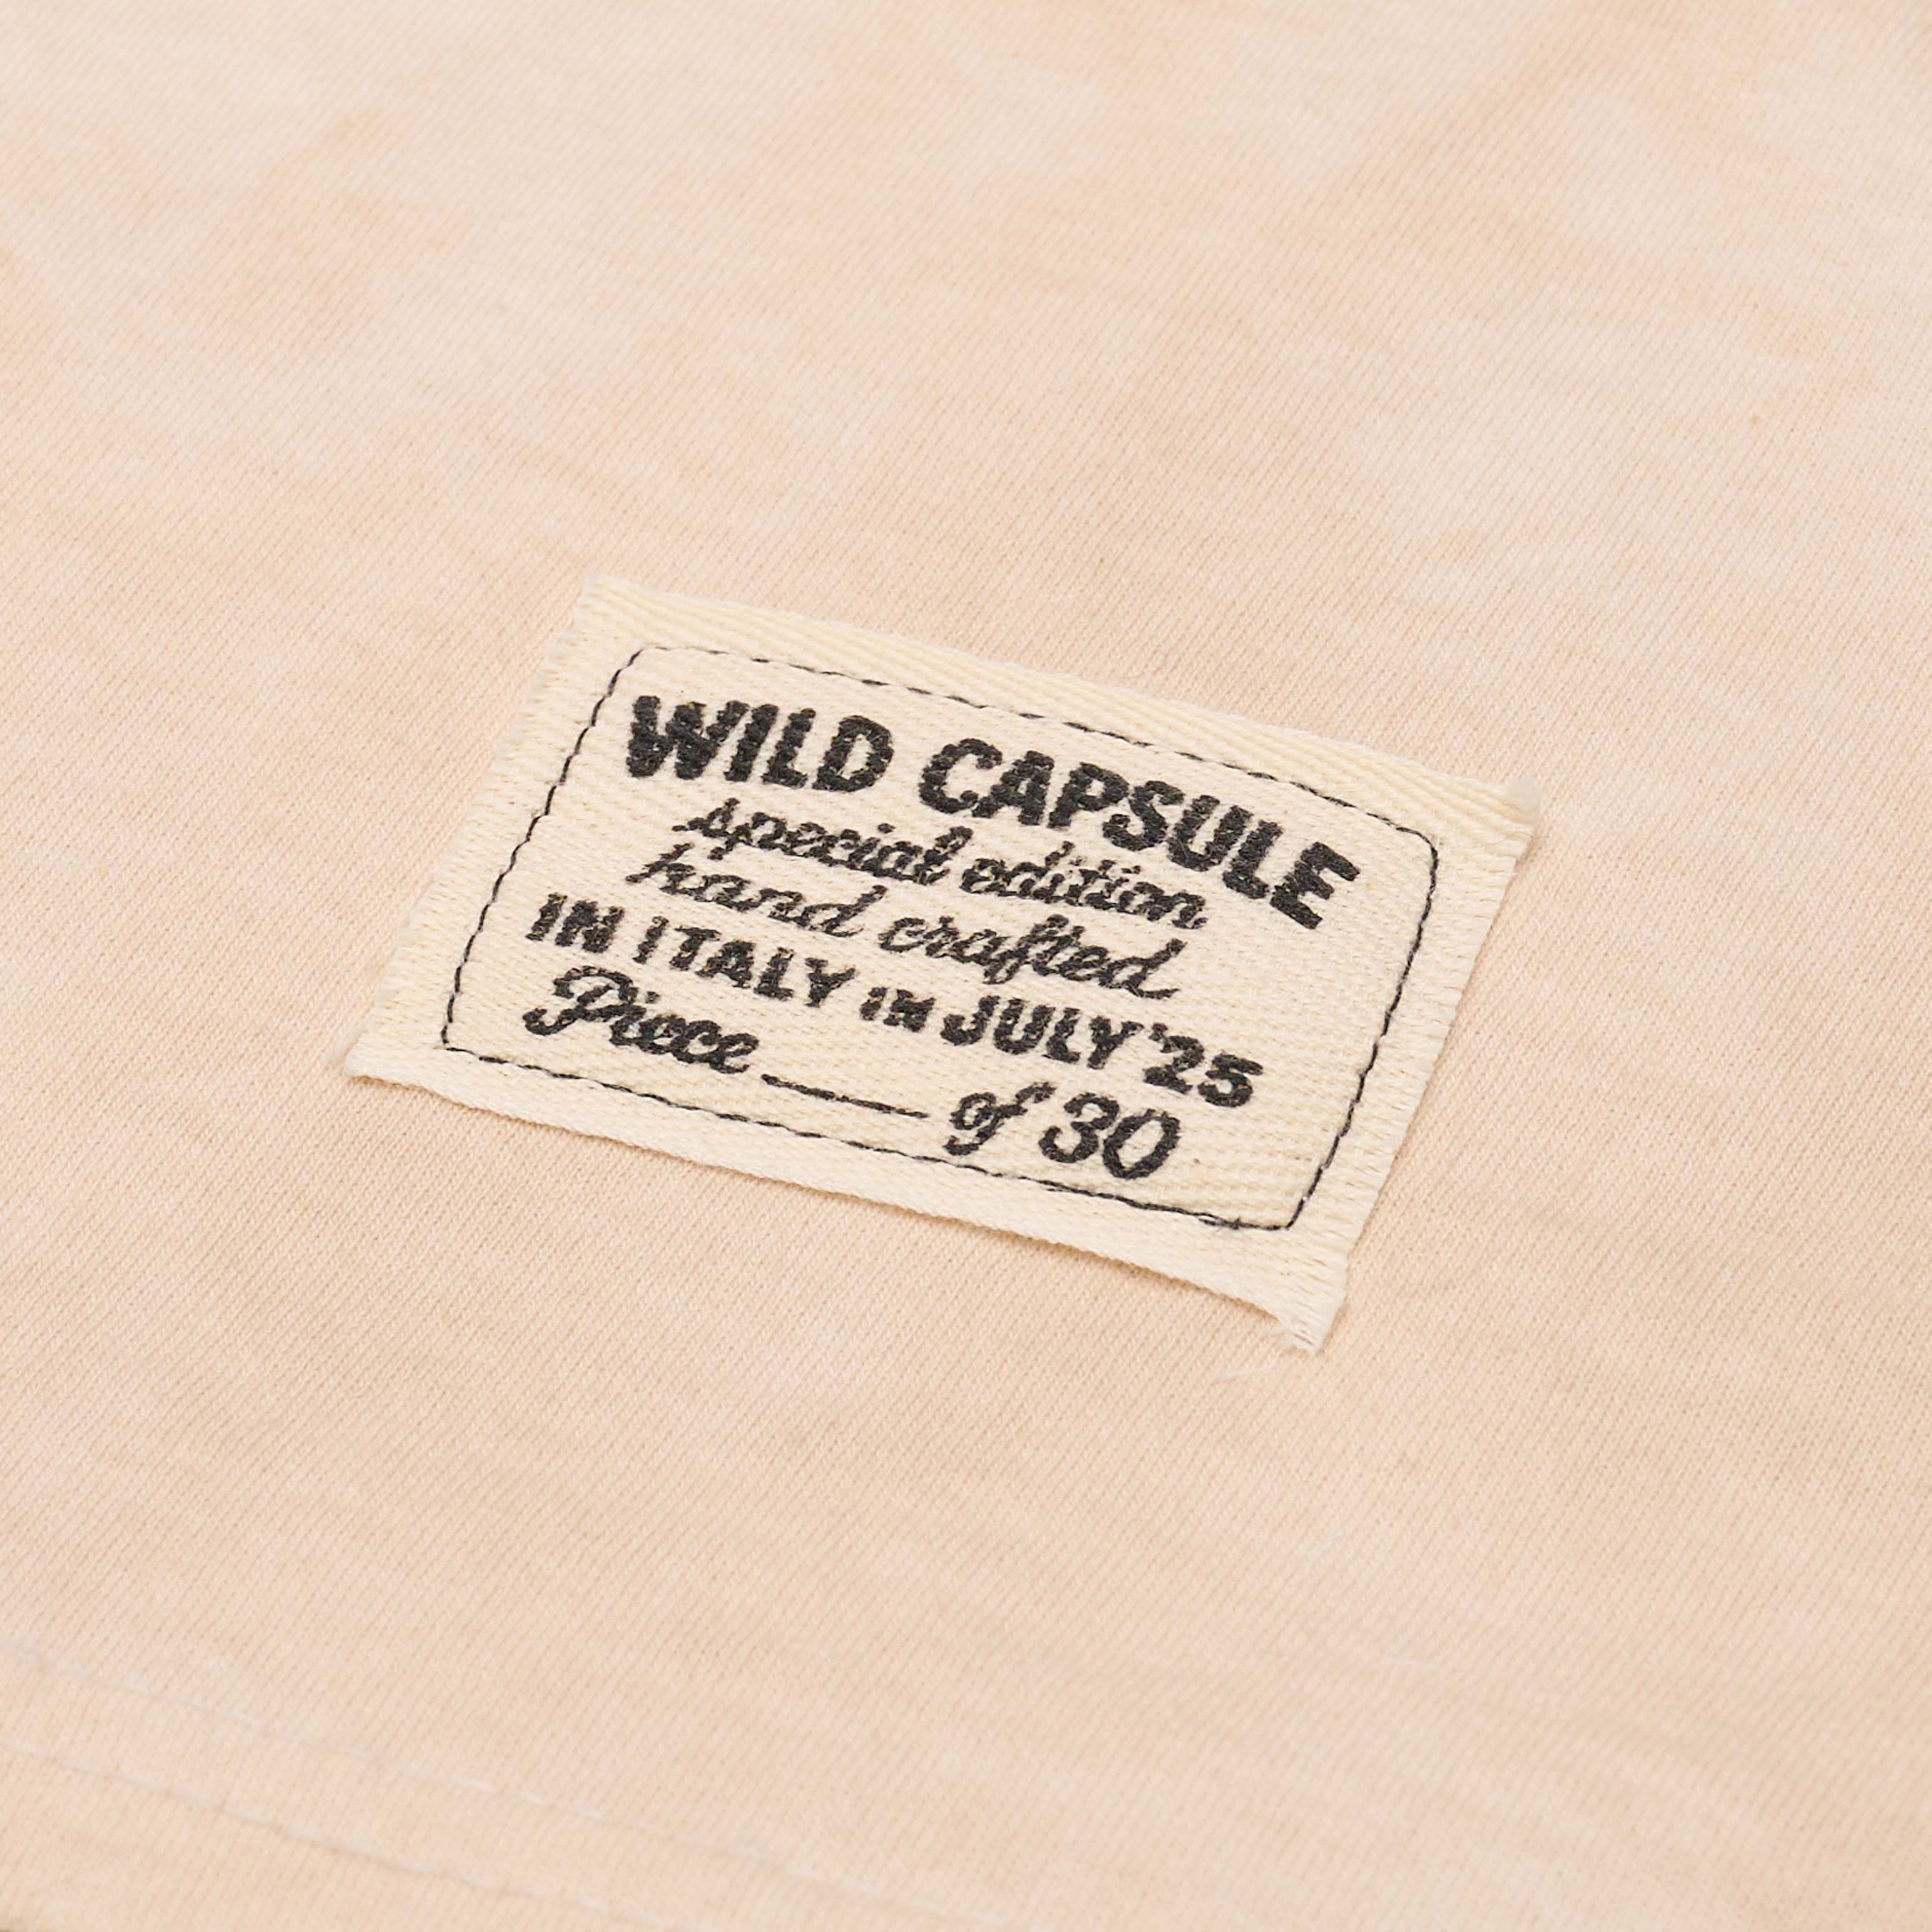 WILD CAPSULE
special edition
hand crafted
IN ITALY IN JULY '25
Piece ___ of 30